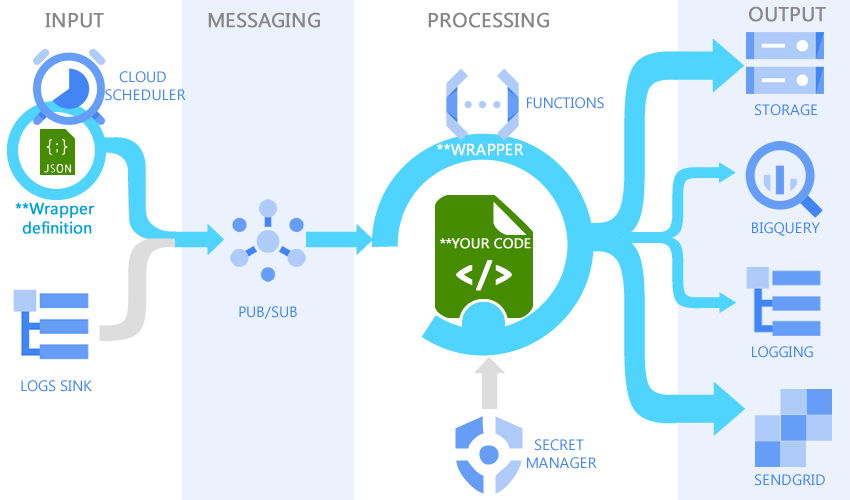 INPUT
MESSAGING
PROCESSING
OUTPUT
CLOUD
SCHEDULER
{;}
JSON
**Wrapper
definition
LOGS SINK
PUB/SUB
FUNCTIONS
**WRAPPER
**YOUR CODE
</>
SECRET
MANAGER
STORAGE
BIGQUERY
LOGGING
SENDGRID